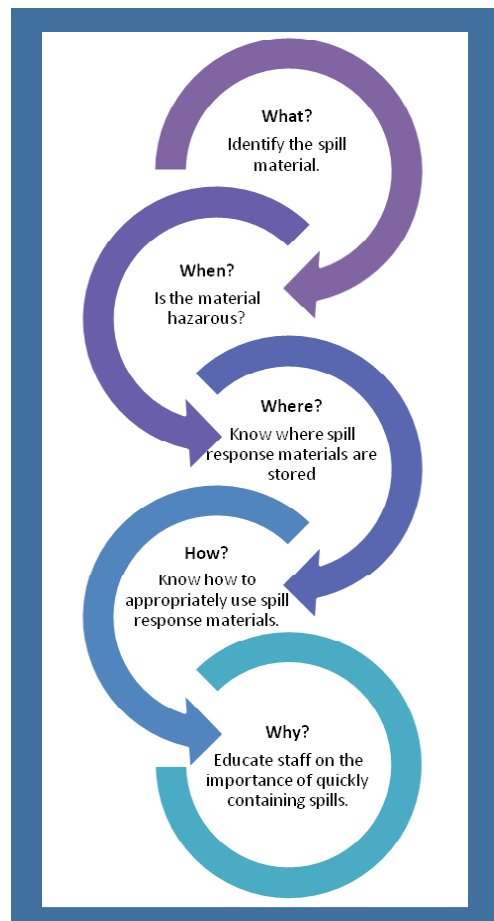 What?
Identify the spill
material.
When?
Is the material
hazarous?
Where?
Know where spill
response materials are
stored
How?
Know how to
appropriately use spill
response materials.
Why?
Educate staff on the
importance of quickly
containing spills.